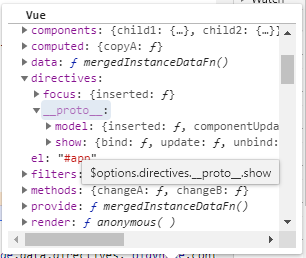 Watch
Vue
components: {child1: {…}, child2: {…}}
computed: {copyA: ƒ}
data: ƒ mergedInstanceDataFn()
directives:
focus: {inserted: ƒ}
__proto__:
model: {inserted: ƒ, componentUpda
show: {bind: ƒ, update: ƒ, unbind:
el: "#app"
$options.directives.__proto__.show
filters:
methods: {changeA: ƒ, changeB: ƒ}
provide: ƒ mergedInstanceDataFn()
render: ƒ anonymous( )